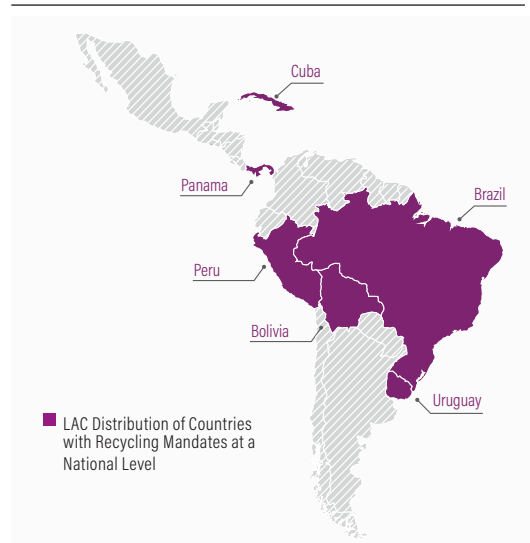 Cuba
Panama
Brazil
Peru
Bolivia
Uruguay
LAC Distribution of Countries
with Recycling Mandates at a
National Level